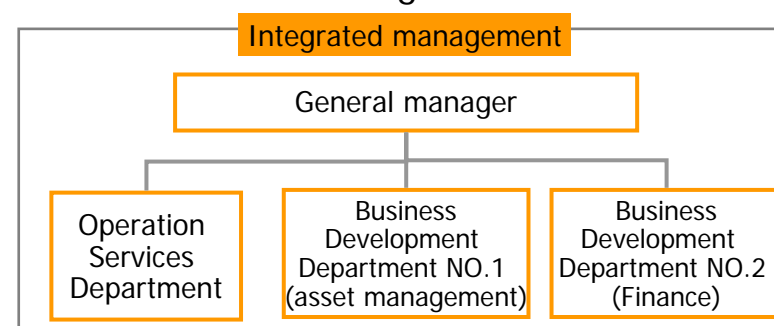 Integrated management
General manager
Operation
Services
Department
Business
Development
Department NO.1
(asset management)
Business
Development
Department NO.2
(Finance)